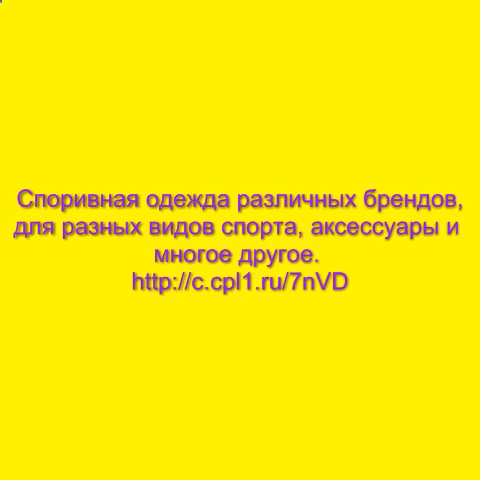 Споривная одежда различных брендов,
для разных видов спорта, аксессуары и
многое другое.
http://c.cpl1.ru/7nVD